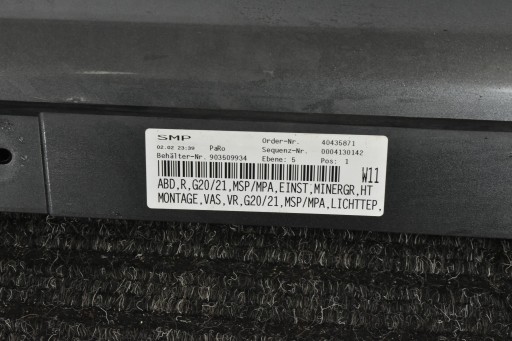 SMP
02.02 23:39 PaRo Order-Nr. 40435871
Sequenz-Nr. 0004130142
Behälter-Nr. 903509934 Ebene: 5 Pos: 1
W11
ABD,R,G20/21,MSP/MPA,EINST,MINERGR,HT
MONTAGE,VAS,VR,G20/21,MSP/MPA,LICHTTEP.